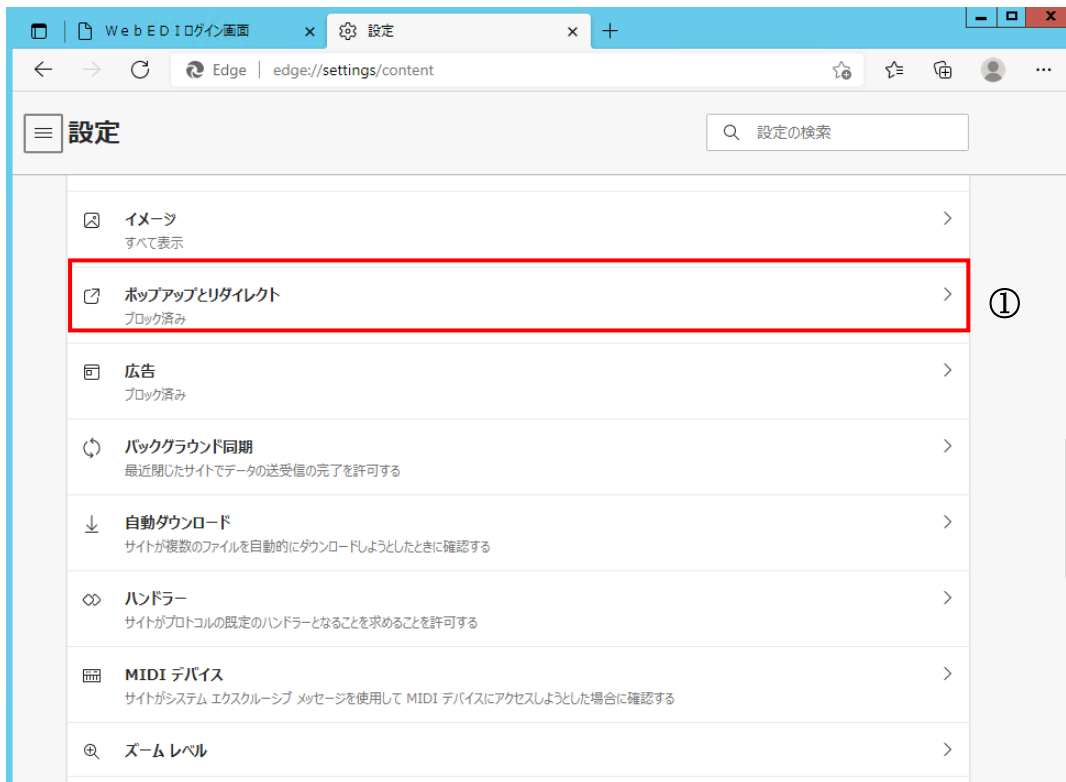 ＷｅｂＥＤＩログイン画面
設定
Edge | edge://settings/content
設定
設定の検索
イメージ
すべて表示
ポップアップとリダイレクト
ブロック済み
①
広告
ブロック済み
バックグラウンド同期
最近閉じたサイトでデータの送受信の完了を許可する
自動ダウンロード
サイトが複数のファイルを自動的にダウンロードしようとしたときに確認する
ハンドラー
サイトがプロトコルの既定のハンドラーとなることを求めることを許可する
MIDI デバイス
サイトがシステム エクスクルーシブ メッセージを使用して MIDI デバイスにアクセスしようとした場合に確認する
ズーム レベル